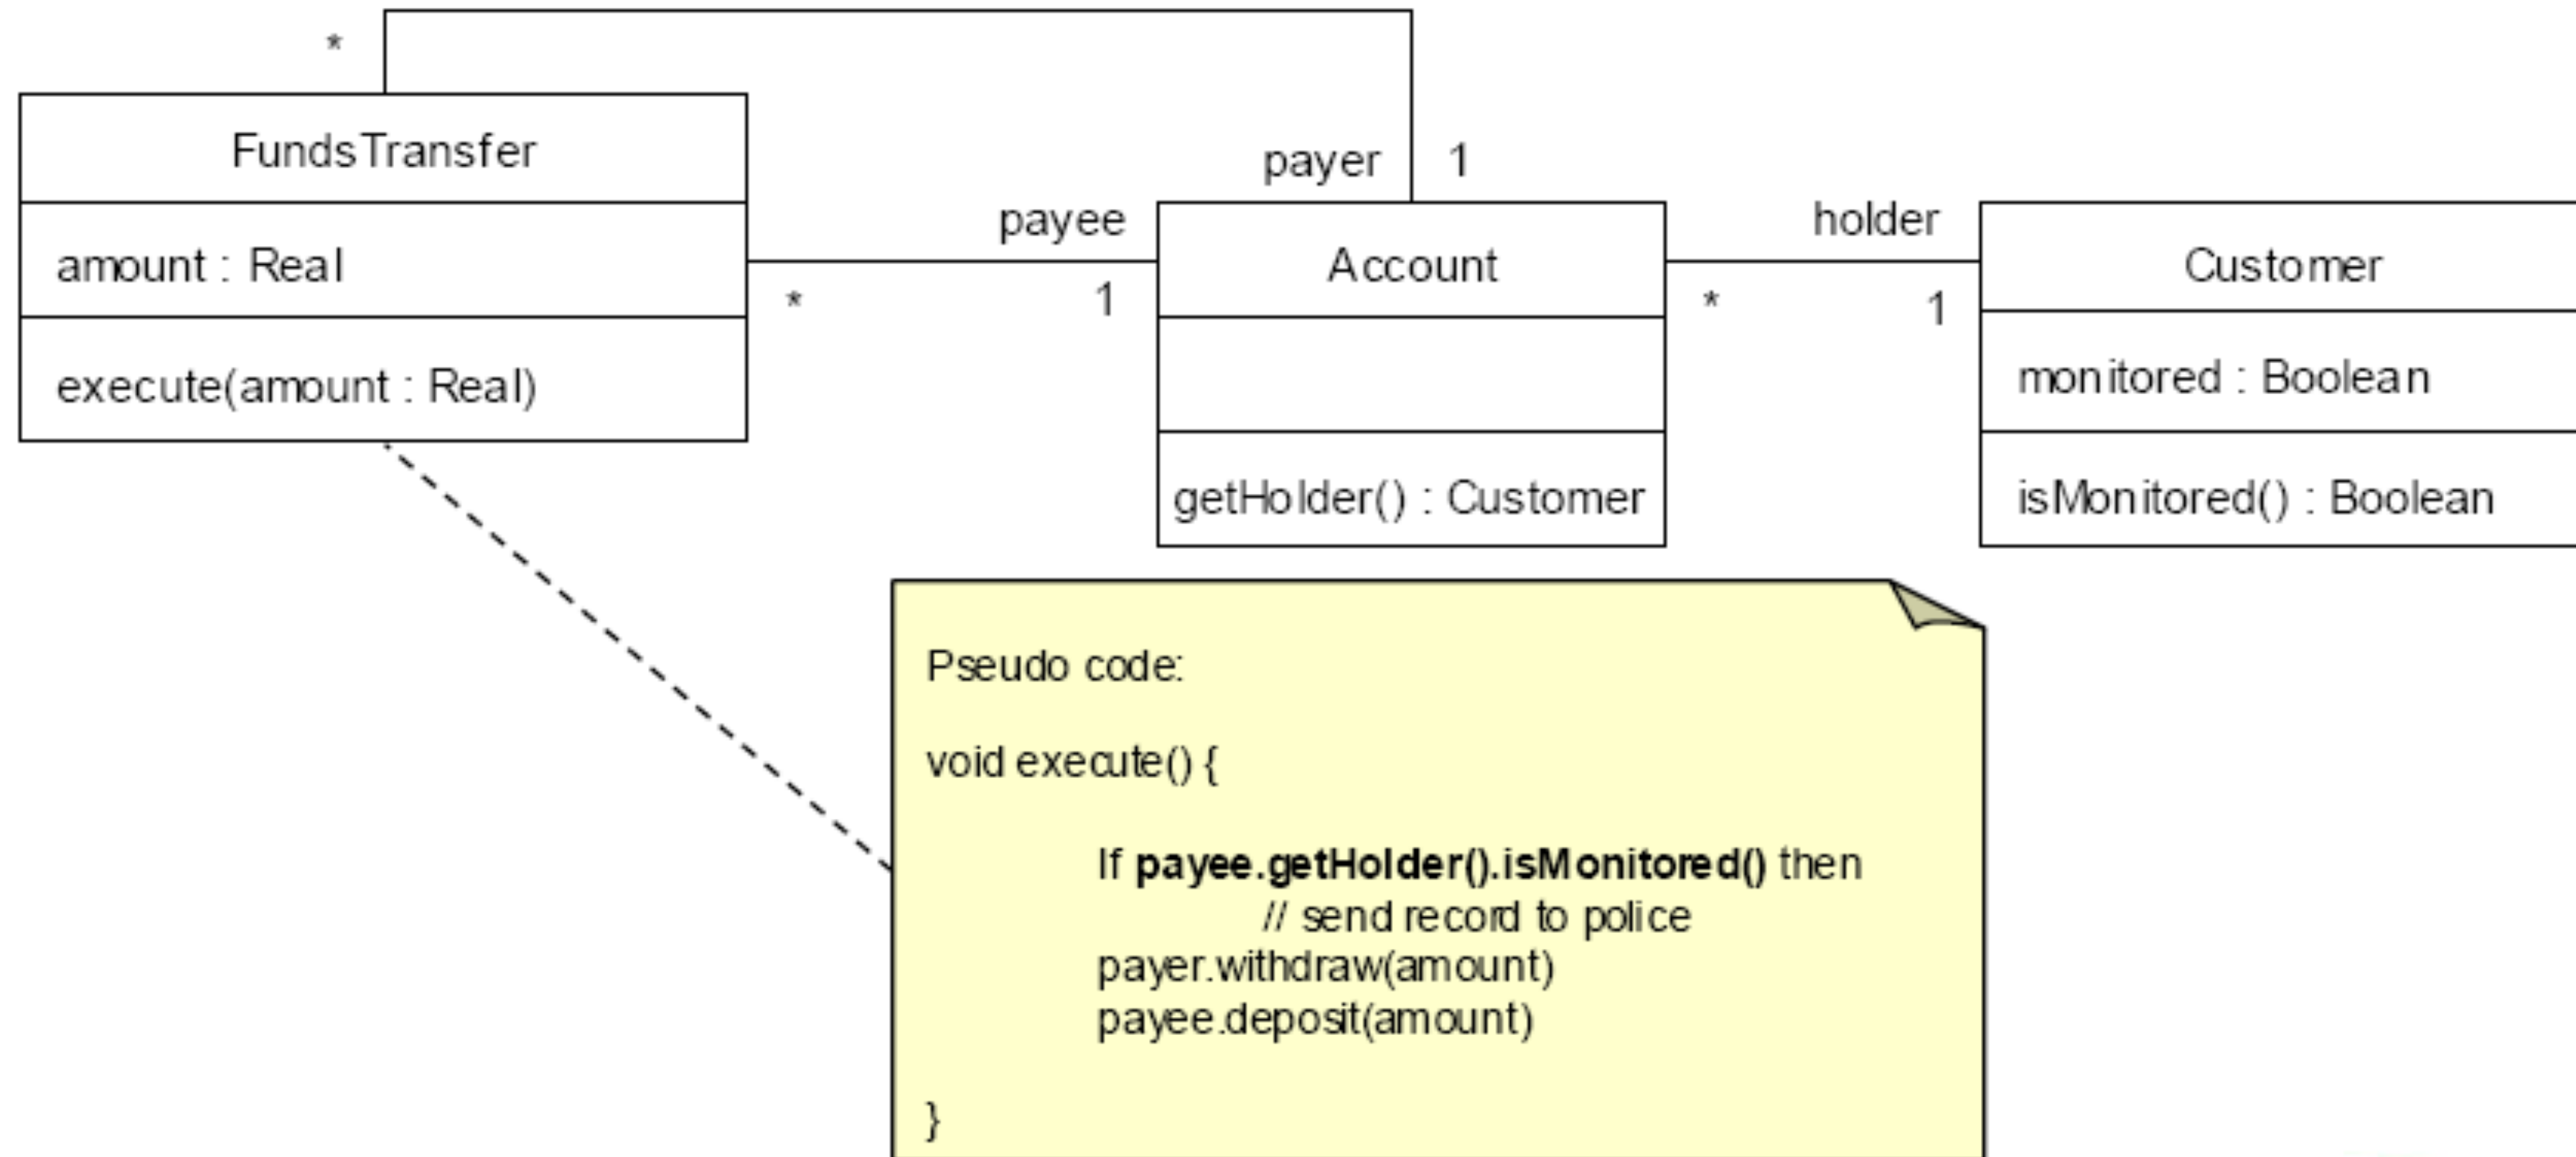 *
FundsTransfer
amount : Real
execute(amount : Real)
payer 1
payee
* 1
Account
getHolder() : Customer
holder
* 1
Customer
monitored : Boolean
isMonitored() : Boolean
Pseudo code:
void execute() {
If payee.getHolder().isMonitored() then
// send record to police
payer.withdraw(amount)
payee.deposit(amount)
}